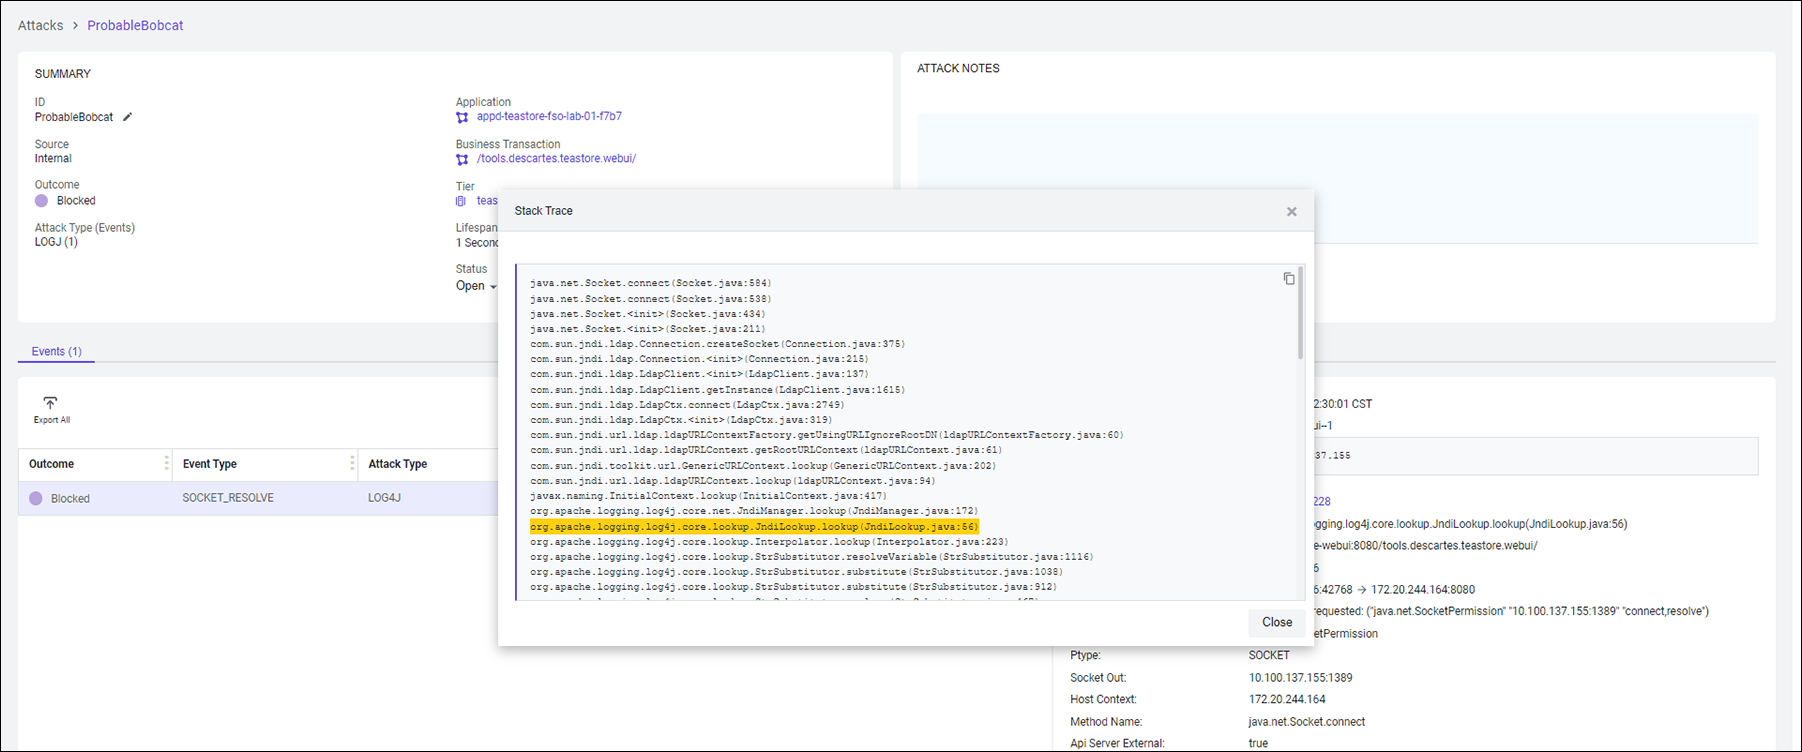 Attacks > ProbableBobcat
SUMMARY
ID
ProbableBobcat
Source
Internal
Outcome
Blocked
Attack Type (Events)
LOGJ (1)
Application
appd-teastore-fso-lab-01-f7b7
Business Transaction
/tools.descartes.teastore.webui/
Tier
teas
Lifespan
1 Second
Status
Open
ATTACK NOTES
Stack Trace
java.net.Socket.connect(Socket.java:584)
java.net.Socket.connect(Socket.java:538)
java.net.Socket.<init>(Socket.java:434)
java.net.Socket.<init>(Socket.java:211)
com.sun.jndi.ldap.Connection.createSocket(Connection.java:375)
com.sun.jndi.ldap.Connection.<init>(Connection.java:215)
com.sun.jndi.ldap.LdapClient.<init>(LdapClient.java:137)
com.sun.jndi.ldap.LdapClient.getInstance(LdapClient.java:1615)
com.sun.jndi.ldap.LdapCtx.connect(LdapCtx.java:2749)
com.sun.jndi.ldap.LdapCtx.<init>(LdapCtx.java:319)
com.sun.jndi.url.ldap.ldapURLContextFactory.getUsingURLIgnoreRootDN(ldapURLContextFactory.java:60)
com.sun.jndi.url.ldap.ldapURLContext.getRootURLContext(ldapURLContext.java:61)
com.sun.jndi.toolkit.url.GenericURLContext.lookup(GenericURLContext.java:202)
com.sun.jndi.url.ldap.ldapURLContext.lookup(ldapURLContext.java:94)
javax.naming.InitialContext.lookup(InitialContext.java:417)
org.apache.logging.log4j.core.net.JndiManager.lookup(JndiManager.java:172)
org.apache.logging.log4j.core.lookup.JndiLookup.lookup(JndiLookup.java:56)
org.apache.logging.log4j.core.lookup.Interpolator.lookup(Interpolator.java:223)
org.apache.logging.log4j.core.lookup.StrSubstitutor.resolveVariable(StrSubstitutor.java:1116)
org.apache.logging.log4j.core.lookup.StrSubstitutor.substitute(StrSubstitutor.java:1038)
org.apache.logging.log4j.core.lookup.StrSubstitutor.substitute(StrSubstitutor.java:912)
Close
Events (1)
Export All
Outcome
Event Type
Attack Type
Blocked
SOCKET_RESOLVE
LOG4J
2:30:01 CST
ui--1
37.155
228
gging.log4j.core.lookup.JndiLookup.lookup(JndiLookup.java:56)
e-webui:8080/tools.descartes.teastore.webui/
6
6:42768 → 172.20.244.164:8080
requested: ("java.net.SocketPermission" "10.100.137.155:1389" "connect,resolve")
etPermission
Ptype: SOCKET
Socket Out: 10.100.137.155:1389
Host Context: 172.20.244.164
Method Name: java.net.Socket.connect
Api Server External: true